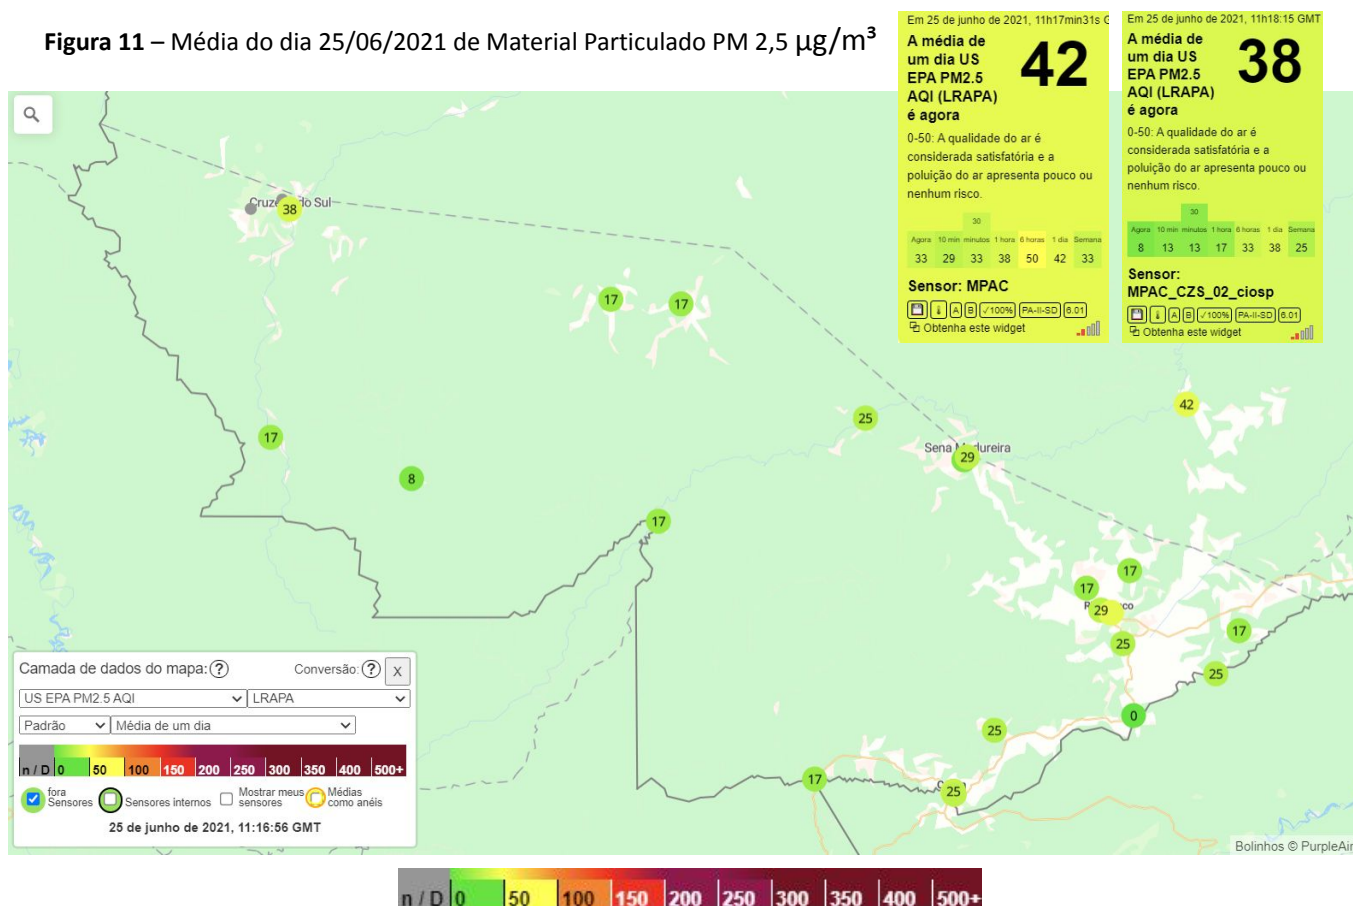 Figura 11 – Média do dia 25/06/2021 de Material Particulado PM 2,5 µg/m³
Em 25 de junho de 2021, 11h17min31s G
A média de
um dia US
EPA PM2.5
AQI (LRAPA)
é agora
42
0-50: A qualidade do ar é
considerada satisfatória e a
poluição do ar apresenta pouco ou
nenhum risco.
30
Agora 10 min minutos 1 hora 6 horas 1 dia Semana
33 29 33 38 50 42 33
Sensor: MPAC
A B ✓100% PA-II-SD 6.01
Obtenha este widget
Em 25 de junho de 2021, 11h18:15 GMT
A média de
um dia US
EPA PM2.5
AQI (LRAPA)
é agora
38
0-50: A qualidade do ar é
considerada satisfatória e a
poluição do ar apresenta pouco ou
nenhum risco.
30
Agora 10 min minutos 1 hora 6 horas 1 dia Semana
8 13 13 17 33 38 25
Sensor:
MPAC_CZS_02_ciosp
A B ✓100% PA-II-SD 6.01
Obtenha este widget
38
17
17
42
25
17
Sena Madureira
29
8
17
17
17
29
17
25
25
0
25
17
25
Camada de dados do mapa: ? Conversão: ? X
US EPA PM2.5 AQI LRAPA
Padrão Média de um dia
n / D 0 50 100 150 200 250 300 350 400 500+
fora
Sensores
Sensores internos
Mostrar meus
sensores
Médias
como anéis
25 de junho de 2021, 11:16:56 GMT
Bolinhos © PurpleAir
n / D 0 50 100 150 200 250 300 350 400 500+